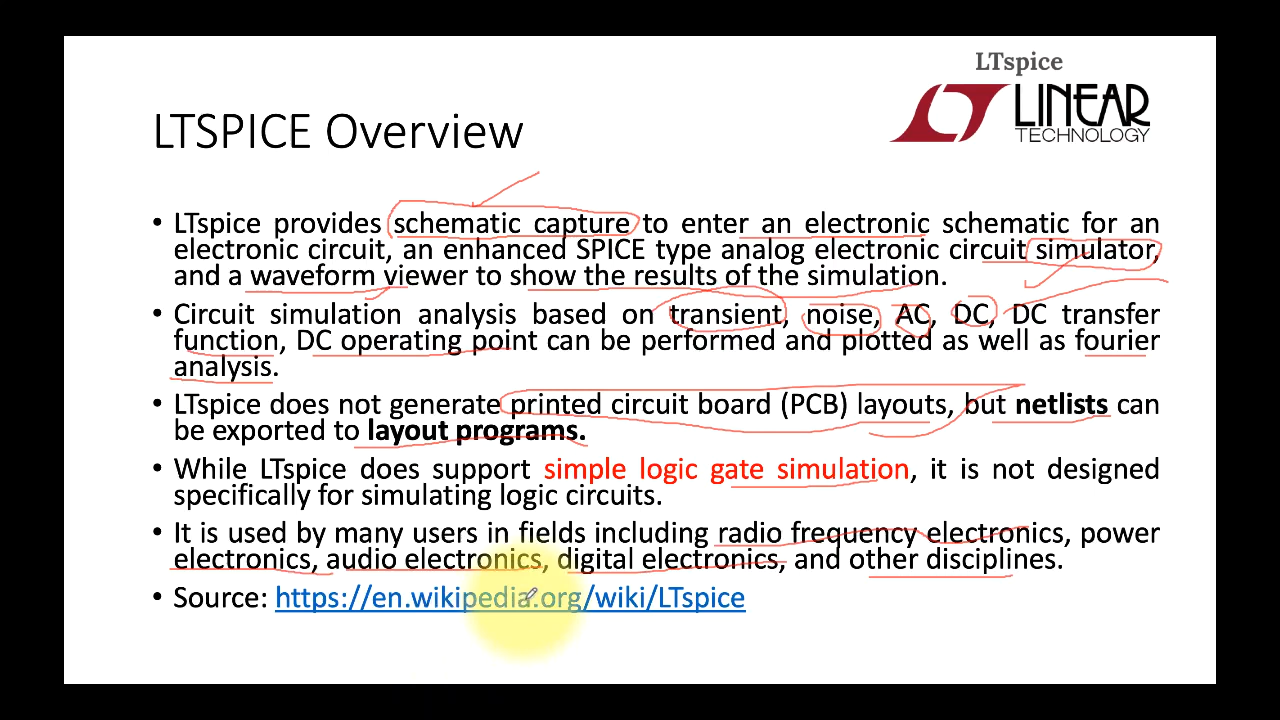 LTspice
LINEAR
TECHNOLOGY
LTSPICE Overview
• LTspice provides schematic capture to enter an electronic schematic for an
electronic circuit, an enhanced SPICE type analog electronic circuit simulator,
and a waveform viewer to show the results of the simulation.
• Circuit simulation analysis based on transient, noise, AC, DC, DC transfer
function, DC operating point can be performed and plotted as well as fourier
analysis.
• LTspice does not generate printed circuit board (PCB) layouts, but netlists can
be exported to layout programs.
• While LTspice does support simple logic gate simulation, it is not designed
specifically for simulating logic circuits.
• It is used by many users in fields including radio frequency electronics, power
electronics, audio electronics, digital electronics, and other disciplines.
• Source: https://en.wikipedia.org/wiki/LTspice